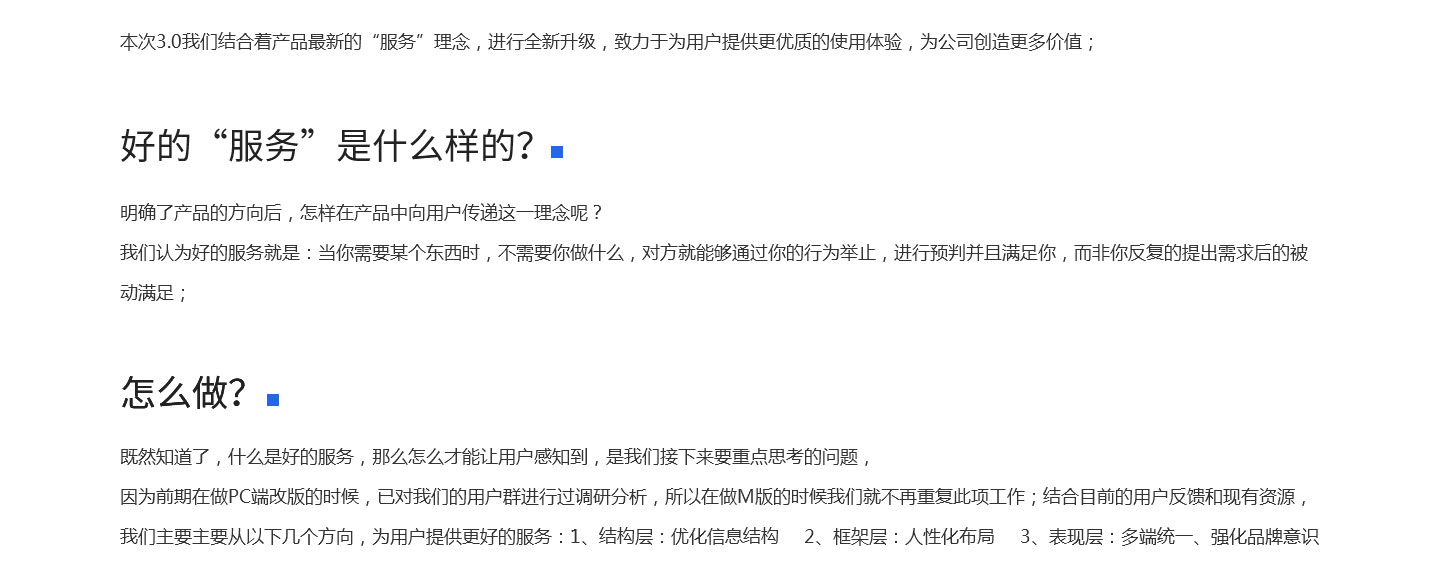 本次3.0我们结合着产品最新的“服务”理念，进行全新升级，致力于为用户提供更优质的使用体验，为公司创造更多价值；
好的“服务”是什么样的？
明确了产品的方向后，怎样在产品中向用户传递这一理念呢？
我们认为好的服务就是：当你需要某个东西时，不需要你做什么，对方就能够通过你的行为举止，进行预判并且满足你，而非你反复的提出需求后的被
动满足；
怎么做？
既然知道了，什么是好的服务，那么怎么才能让用户感知到，是我们接下来要重点思考的问题，
因为前期在做PC端改版的时候，已对我们的用户群进行过调研分析，所以在做M版的时候我们就不再重复此项工作；结合目前的用户反馈和现有资源，
我们主要主要从以下几个方向，为用户提供更好的服务：1、结构层：优化信息结构 2、框架层：人性化布局 3、表现层：多端统一、强化品牌意识